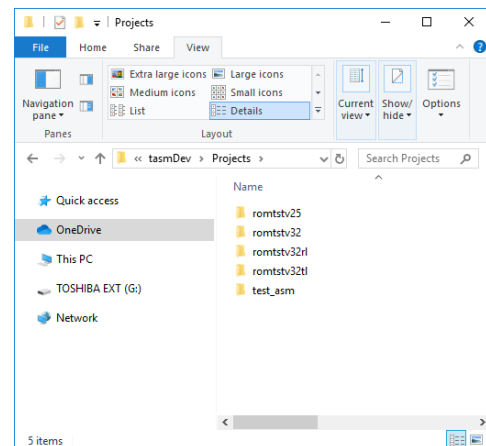 Projects
File Home Share View
Navigation pane
Extra large icons Large icons
Medium icons Small icons
List Details
Current view
Show/ hide
Options
Panes Layout
« tasmDev › Projects › Search Projects
Name
Quick access
OneDrive
This PC
TOSHIBA EXT (G:)
Network
romtstv25
romtstv32
romtstv32rl
romtstv32tl
test_asm
5 items